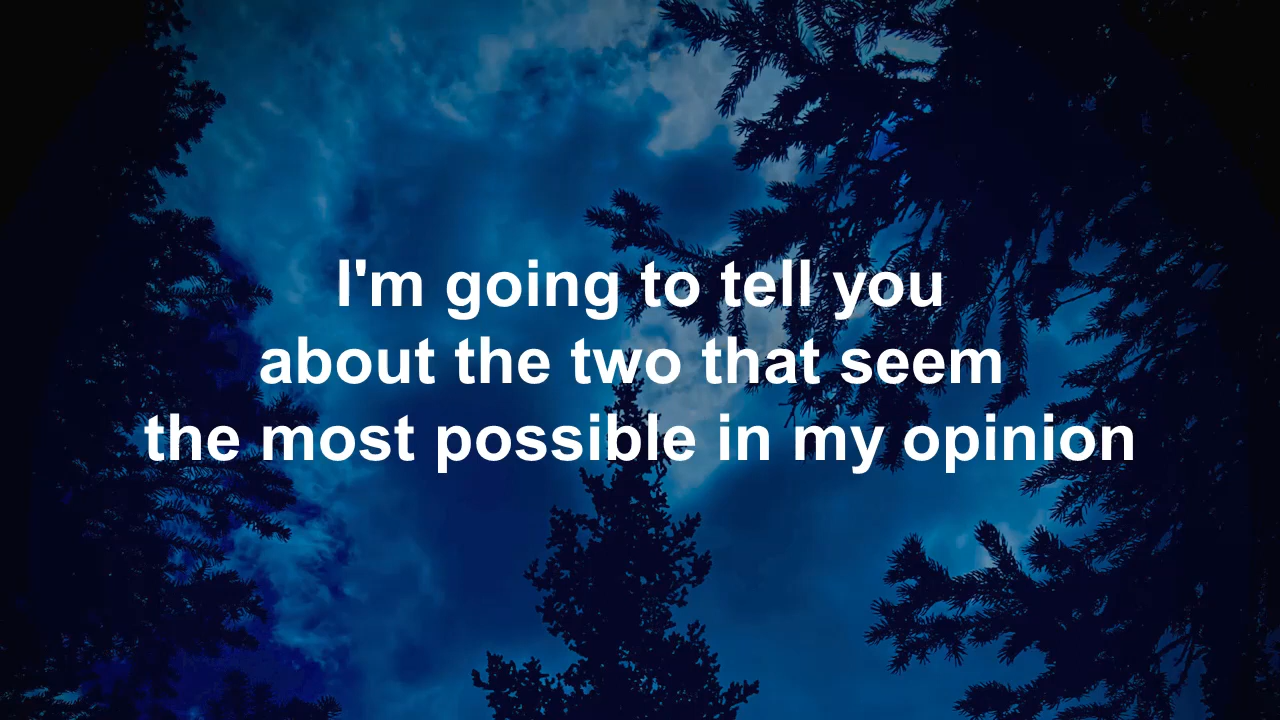 I'm going to tell you
about the two that seem
the most possible in my opinion